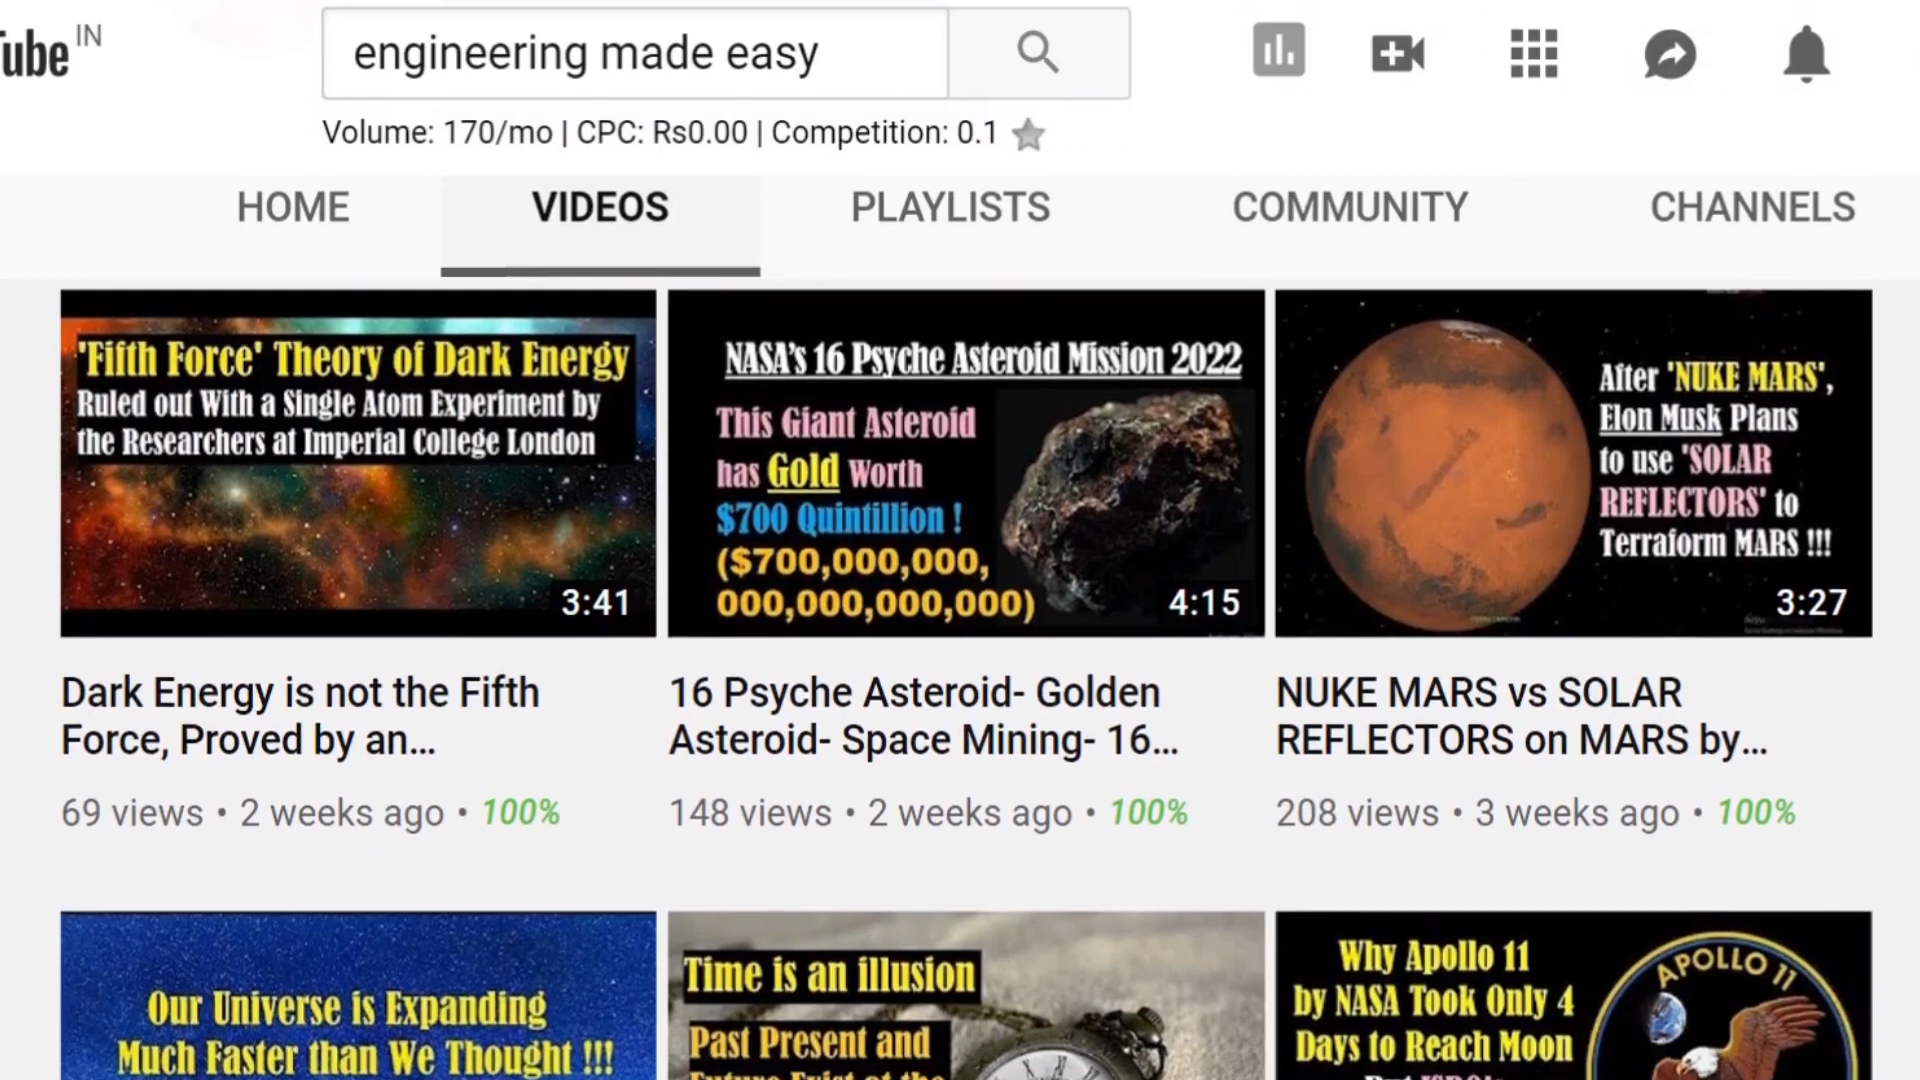 Tube IN
engineering made easy
Volume: 170/mo | CPC: Rs0.00 | Competition: 0.1
HOME
VIDEOS
PLAYLISTS
COMMUNITY
CHANNELS
'Fifth Force' Theory of Dark Energy
Ruled out With a Single Atom Experiment by
the Researchers at Imperial College London
3:41
NASA's 16 Psyche Asteroid Mission 2022
This Giant Asteroid
has Gold Worth
$700 Quintillion !
($700,000,000,
000,000,000,000)
4:15
After 'NUKE MARS',
Elon Musk Plans
to use 'SOLAR
REFLECTORS' to
Terraform MARS !!!
3:27
Dark Energy is not the Fifth
Force, Proved by an...
69 views • 2 weeks ago • 100%
16 Psyche Asteroid- Golden
Asteroid- Space Mining- 16...
148 views • 2 weeks ago • 100%
NUKE MARS vs SOLAR
REFLECTORS on MARS by...
208 views • 3 weeks ago • 100%
Our Universe is Expanding
Much Faster than We Thought !!!
Time is an illusion
Past Present and
Why Apollo 11
by NASA Took Only 4
Days to Reach Moon
APOLLO 11